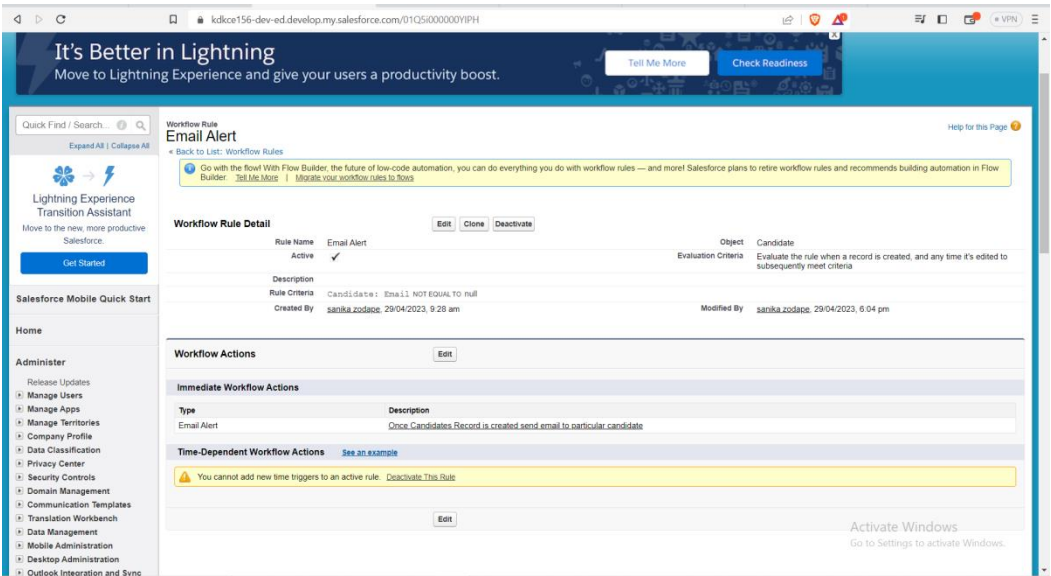 kdkce156-dev-ed.develop.my.salesforce.com/01Q5i000000YIPH
VPN
It's Better in Lightning
Move to Lightning Experience and give your users a productivity boost.
Tell Me More
Check Readiness
x
Quick Find / Search...
Expand All | Collapse All
Lightning Experience
Transition Assistant
Move to the new, more productive
Salesforce.
Get Started
Salesforce Mobile Quick Start
Home
Administer
Release Updates
Manage Users
Manage Apps
Manage Territories
Company Profile
Data Classification
Privacy Center
Security Controls
Domain Management
Communication Templates
Translation Workbench
Data Management
Mobile Administration
Desktop Administration
Outlook Integration and Sync
Workflow Rule
Email Alert
« Back to List: Workflow Rules
Help for this Page
Go with the flow! With Flow Builder, the future of low-code automation, you can do everything you do with workflow rules — and more! Salesforce plans to retire workflow rules and recommends building automation in Flow
Builder. Tell Me More | Migrate your workflow rules to flows
Workflow Rule Detail Edit Clone Deactivate
Rule Name Email Alert Object Candidate
Active ✓ Evaluation Criteria Evaluate the rule when a record is created, and any time it's edited to
subsequently meet criteria
Description
Rule Criteria Candidate: Email NOT EQUAL TO null
Created By sanika zodape, 29/04/2023, 9:28 am Modified By sanika zodape, 29/04/2023, 6:04 pm
Workflow Actions Edit
Immediate Workflow Actions
Type Description
Email Alert Once Candidates Record is created send email to particular candidate
Time-Dependent Workflow Actions See an example
You cannot add new time triggers to an active rule. Deactivate This Rule
Edit
Activate Windows
Go to Settings to activate Windows.